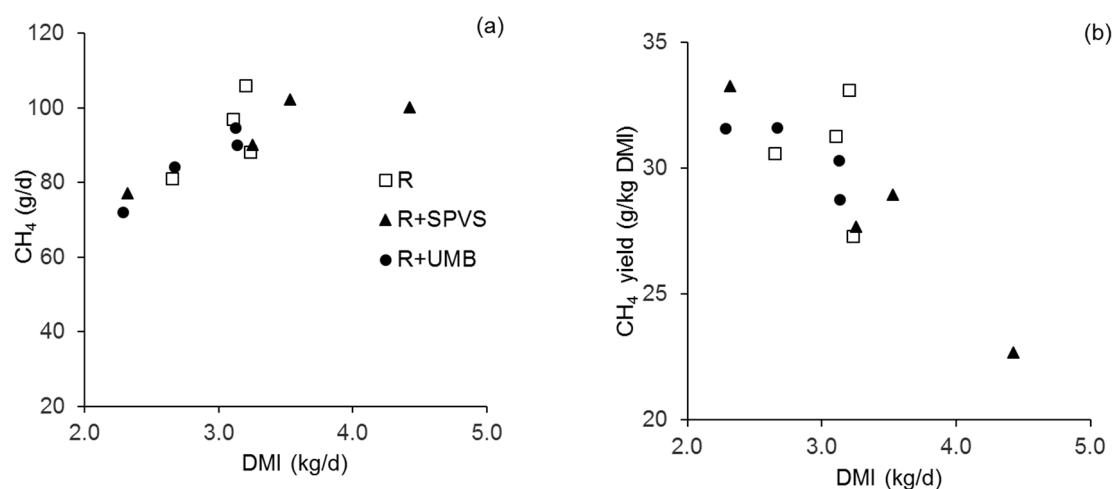 (a)
CH₄ (g/d)
120
100
80
60
40
20
2.0 3.0 4.0 5.0
DMI (kg/d)
R
R+SPVS
R+UMB
(b)
CH₄ yield (g/kg DMI)
35
30
25
20
2.0 3.0 4.0 5.0
DMI (kg/d)